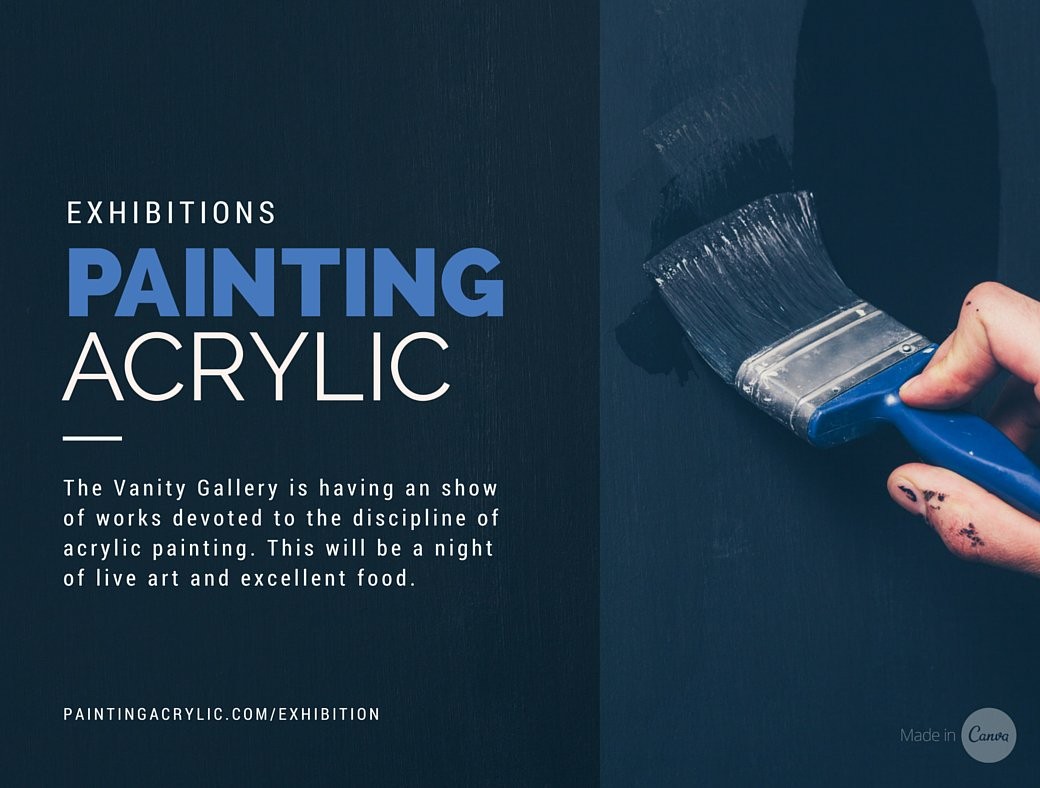 EXHIBITIONS
PAINTING
ACRYLIC
The Vanity Gallery is having an show
of works devoted to the discipline of
acrylic painting. This will be a night
of live art and excellent food.
PAINTINGACRYLIC.COM/EXHIBITION
Made in Canva